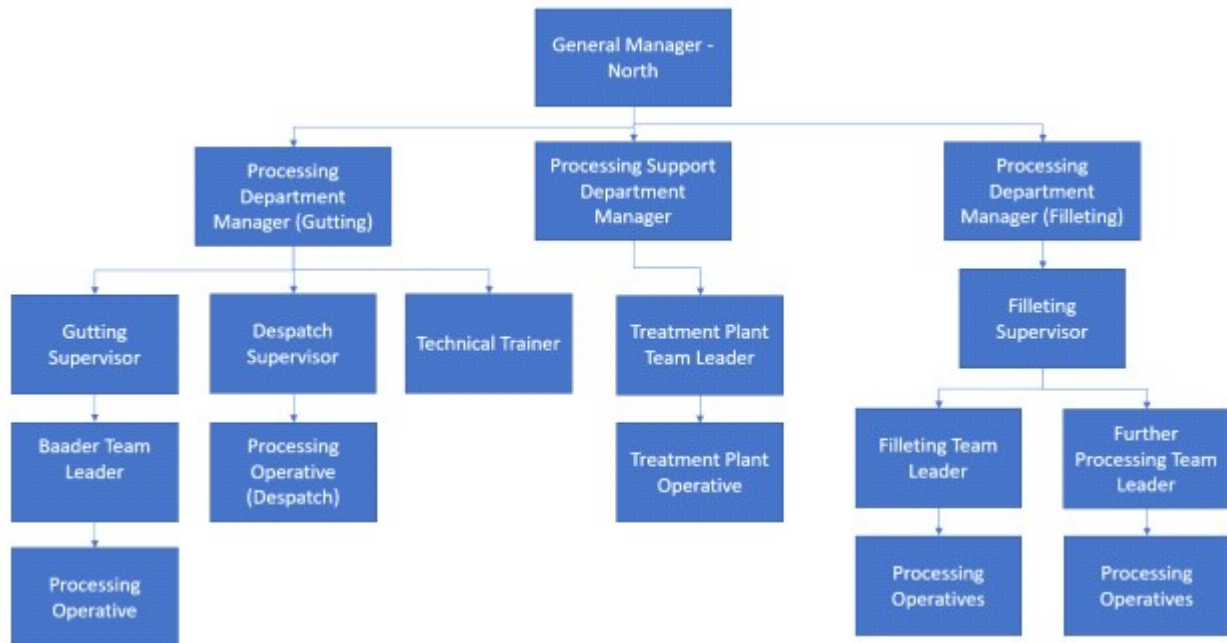 General Manager -
North
Processing
Department
Manager (Gutting)
Processing Support
Department
Manager
Processing
Department
Manager (Filleting)
Gutting
Supervisor
Despatch
Supervisor
Technical Trainer
Treatment Plant
Team Leader
Filleting
Supervisor
Baader Team
Leader
Processing
Operative
(Despatch)
Treatment Plant
Operative
Filleting Team
Leader
Further
Processing Team
Leader
Processing
Operative
Processing
Operatives
Processing
Operatives